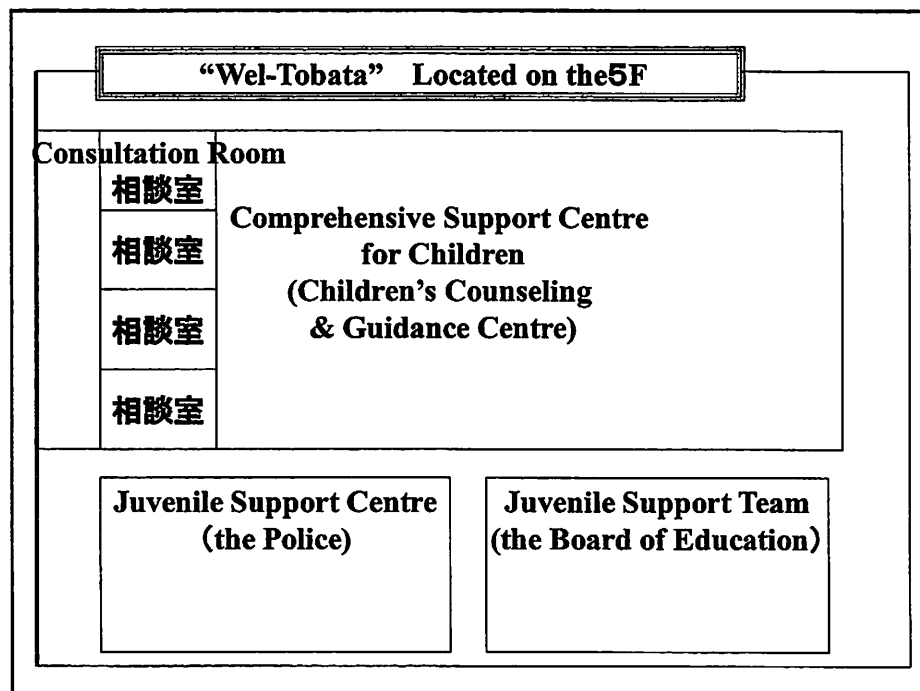 “Wel-Tobata” Located on the5F
Consultation Room
相談室
相談室
相談室
相談室
Comprehensive Support Centre
for Children
(Children’s Counseling
& Guidance Centre)
Juvenile Support Centre
（the Police)
Juvenile Support Team
(the Board of Education）